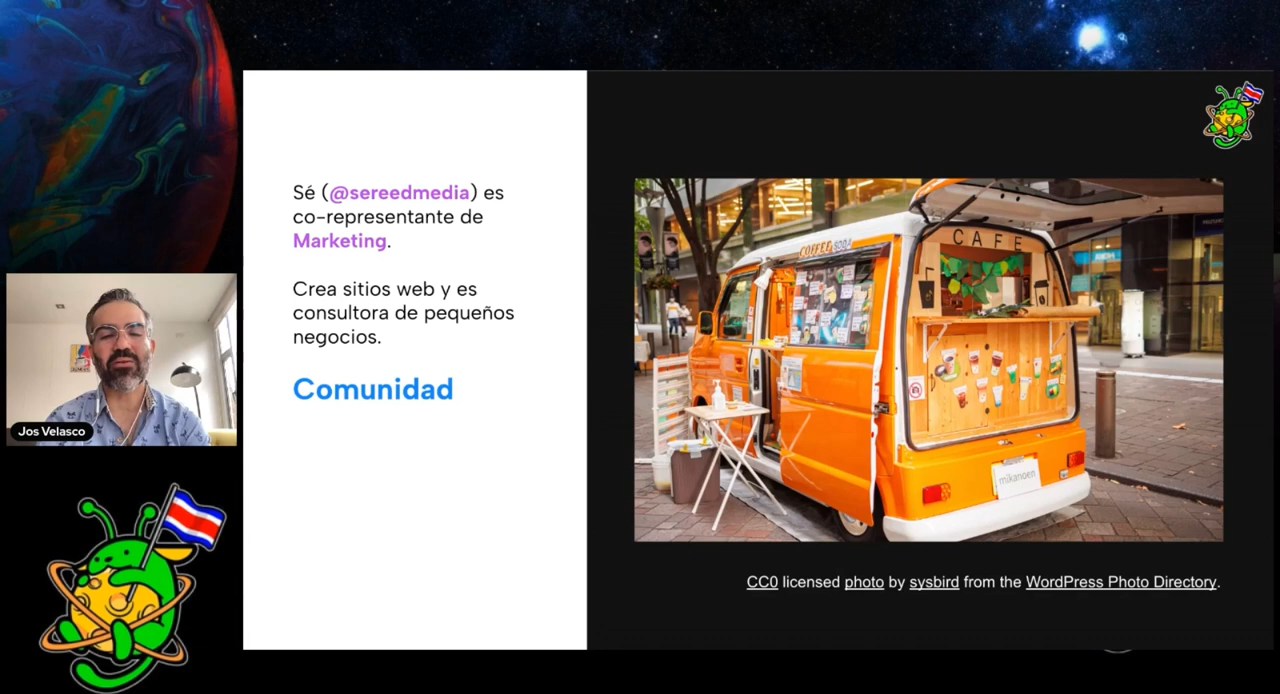 Sé (@sereedmedia) es
co-representante de
Marketing.
Crea sitios web y es
consultora de pequeños
negocios.
Comunidad
Jos Velasco
COFFEE SODA
CAFE
mikanoen
CC0 licensed photo by sysbird from the WordPress Photo Directory.